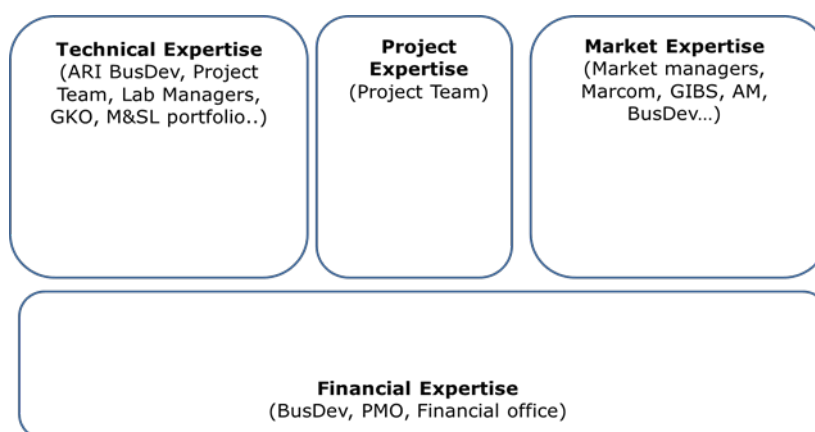 Technical Expertise
(ARI BusDev, Project
Team, Lab Managers,
GKO, M&SL portfolio..)
Project
Expertise
(Project Team)
Market Expertise
(Market managers,
Marcom, GIBS, AM,
BusDev…)
Financial Expertise
(BusDev, PMO, Financial office)